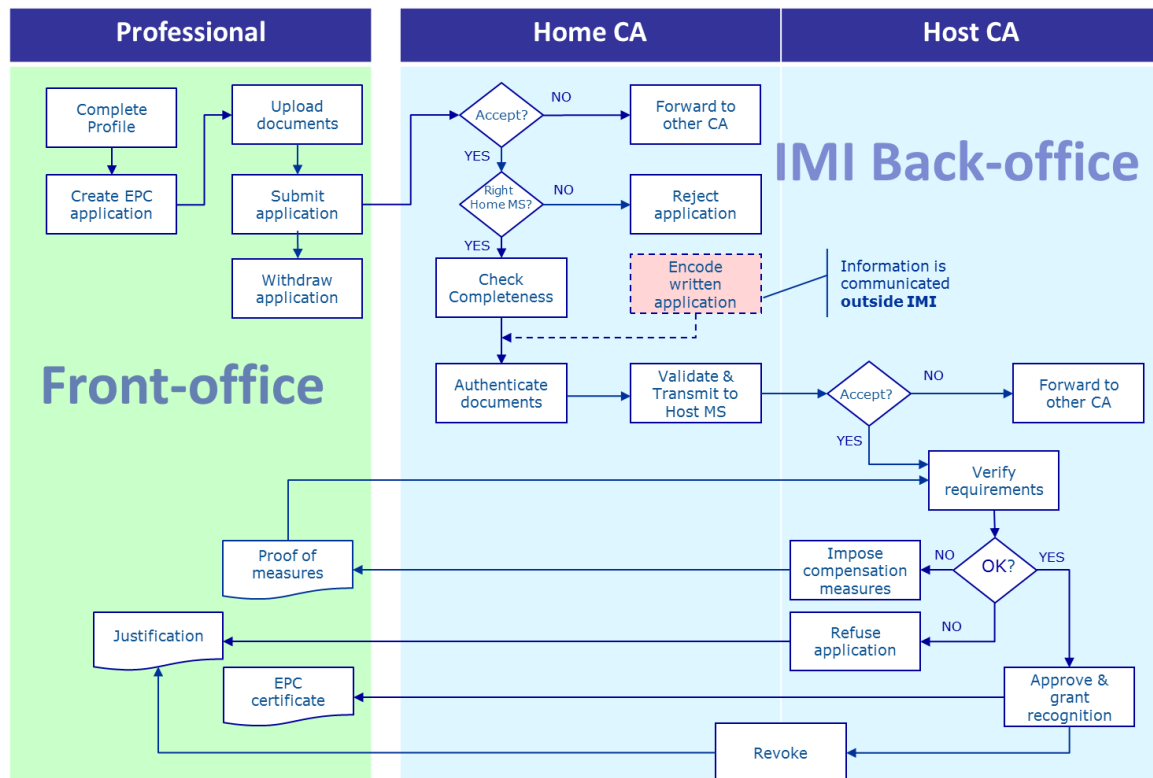 Professional
Home CA
Host CA
Complete
Profile
Upload
documents
Create EPC
application
Submit
application
Withdraw
application
Front-office
Accept?
NO
Forward to
other CA
YES
Right
Home MS?
NO
Reject
application
YES
Check
Completeness
Encode
written
application
IMI Back-office
Information is
communicated
outside IMI
Authenticate
documents
Validate &
Transmit to
Host MS
Accept?
NO
Forward to
other CA
YES
Verify
requirements
Proof of
measures
Impose
compensation
measures
NO
OK?
YES
Justification
Refuse
application
NO
EPC
certificate
Approve &
grant
recognition
Revoke